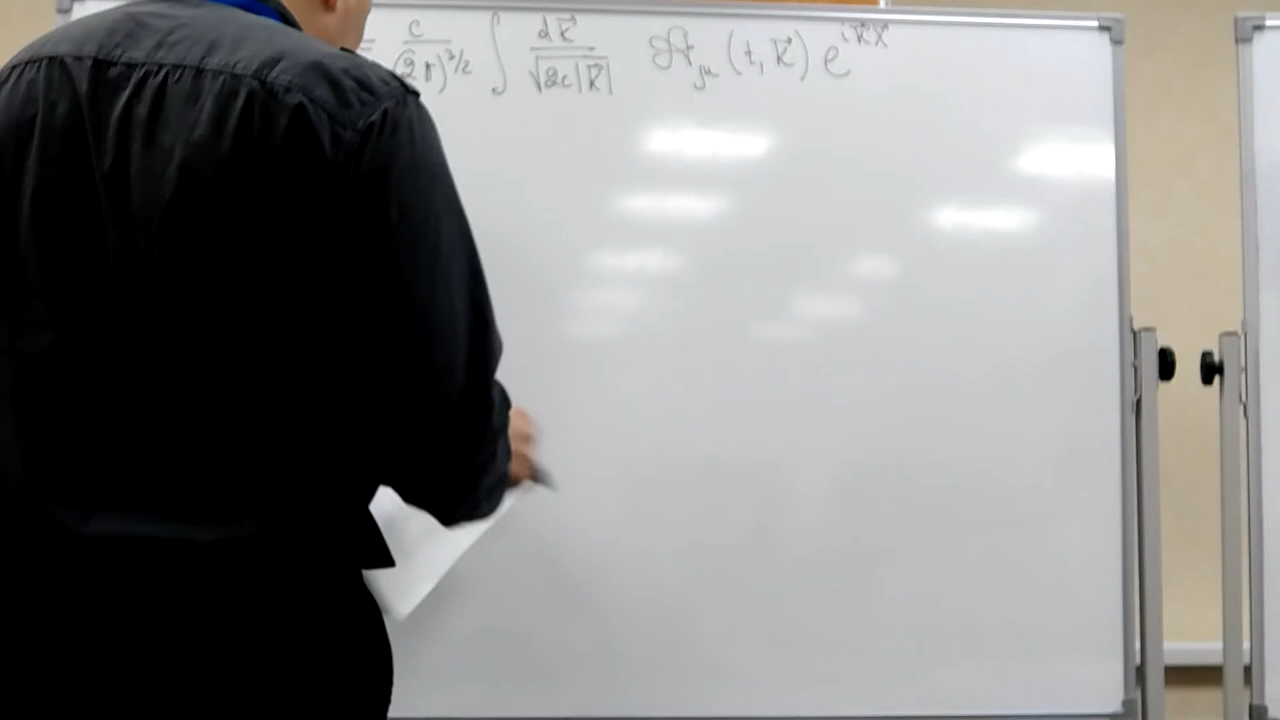 = c/(2π)^{3/2} ∫ dk⃗/√(2c|k⃗|) 𝒜_μ (t, k⃗) e^{ik⃗x⃗}